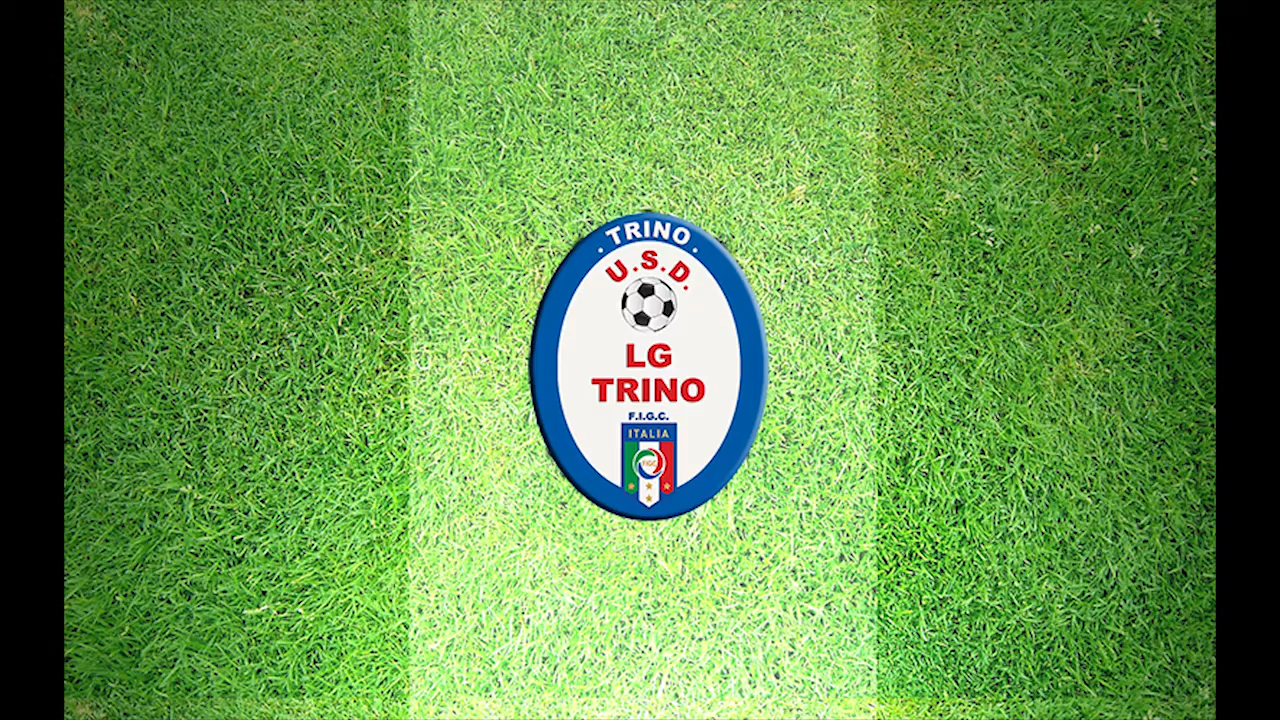 · TRINO ·
U.S.D.
LG
TRINO
F.I.G.C.
ITALIA
FIGC